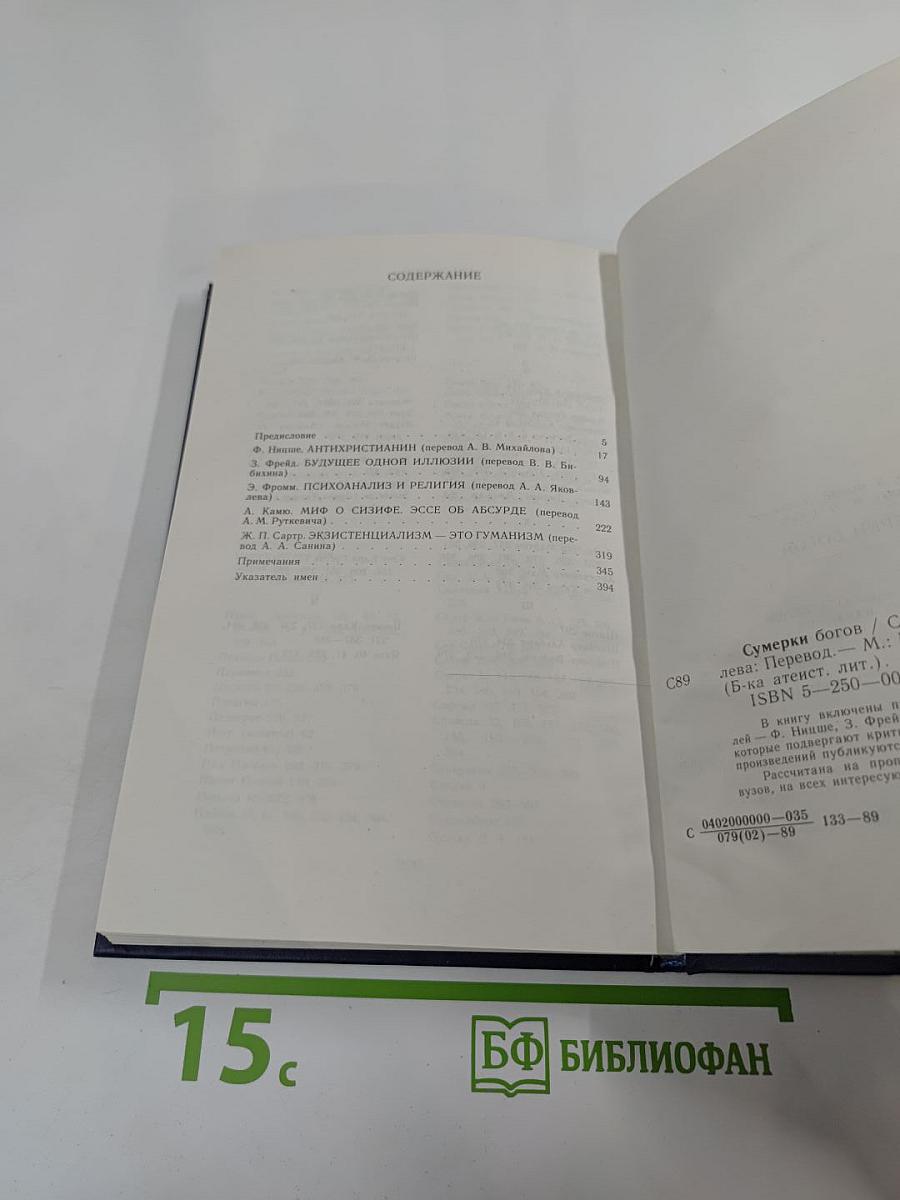 СОДЕРЖАНИЕ
Предисловие . . . . . . . . . . . . . . . . . . 5
Ф. Ницше. АНТИХРИСТИАНИН (перевод А. В. Михайлова) . . 17
З. Фрейд. БУДУЩЕЕ ОДНОЙ ИЛЛЮЗИИ (перевод В. В. Би-
бихина) . . . . . . . . . . . . . . . . . . 94
Э. Фромм. ПСИХОАНАЛИЗ И РЕЛИГИЯ (перевод А. А. Яков-
лева) . . . . . . . . . . . . . . . . . . 143
А. Камю. МИФ О СИЗИФЕ. ЭССЕ ОБ АБСУРДЕ (перевод
А. М. Руткевича) . . . . . . . . . . . . . . . . 222
Ж. П. Сартр. ЭКЗИСТЕНЦИАЛИЗМ — ЭТО ГУМАНИЗМ (пере-
вод А. А. Санина) . . . . . . . . . . . . . . . . 319
Примечания . . . . . . . . . . . . . . . . . . 345
Указатель имен . . . . . . . . . . . . . . . . . . 394
Сумерки богов / С
С89 лева: Перевод.— М.:
(Б-ка атеист. лит.).
ISBN 5—250—00
В книгу включены п
лей — Ф. Ницше, З. Фрей
которые подвергают крит
произведений публикуютс
Рассчитана на проп
вузов, на всех интересую
С 0402000000—035 133—89
079(02)—89
15 с
БФ БИБЛИОФАН